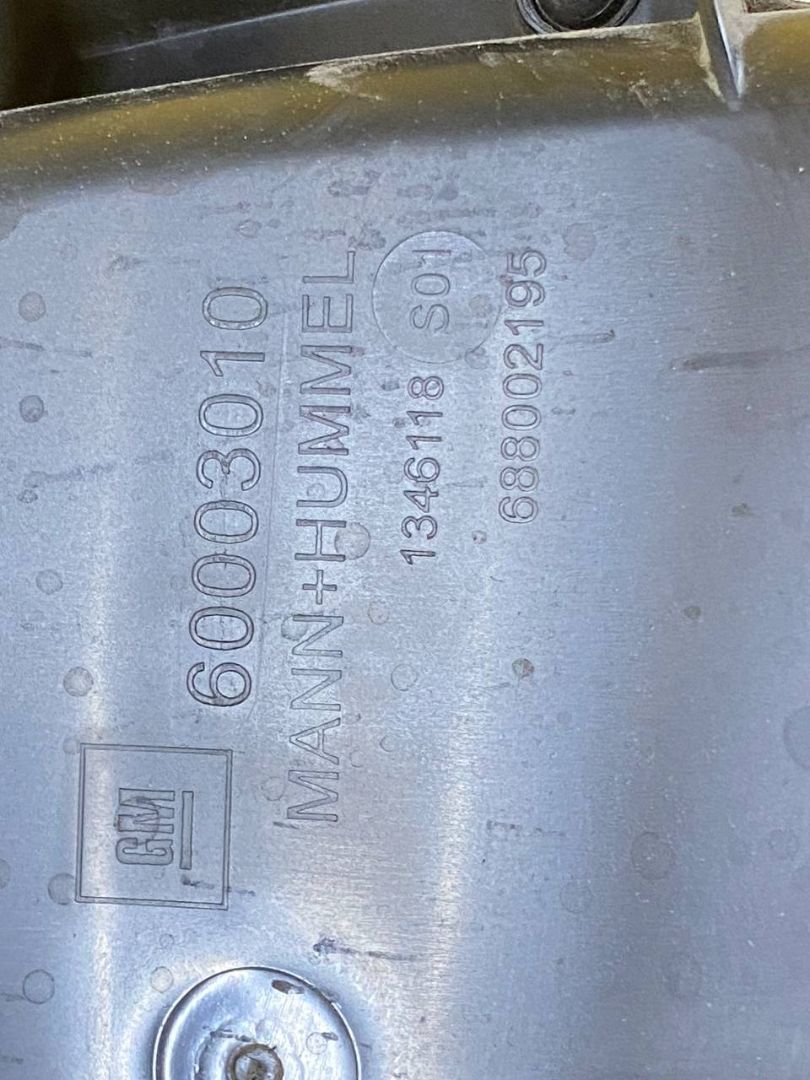 GM
60003010
MANN+HUMMEL
1346118 S01
688002195